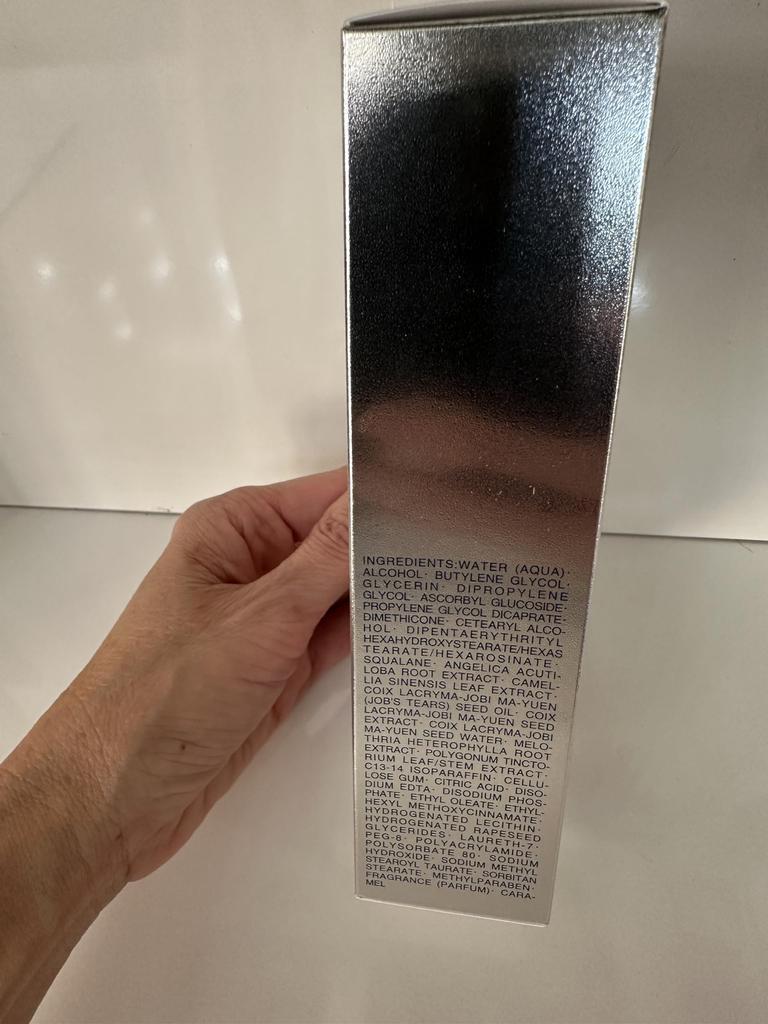 INGREDIENTS:WATER (AQUA)·
ALCOHOL· BUTYLENE GLYCOL·
GLYCERIN· DIPROPYLENE
GLYCOL· ASCORBYL GLUCOSIDE·
PROPYLENE GLYCOL DICAPRATE·
DIMETHICONE· CETEARYL ALCO-
HOL· DIPENTAERYTHRITYL
HEXAHYDROXYSTEARATE/HEXAS
TEARATE/HEXAROSINATE·
SQUALANE· ANGELICA ACUTI-
LOBA ROOT EXTRACT· CAMEL-
LIA SINENSIS LEAF EXTRACT·
COIX LACRYMA-JOBI MA-YUEN
(JOB'S TEARS) SEED OIL· COIX
LACRYMA-JOBI MA-YUEN SEED
EXTRACT· COIX LACRYMA-JOBI
MA-YUEN SEED WATER· MELO-
THRIA HETEROPHYLLA ROOT
EXTRACT· POLYGONUM TINCTO-
RIUM LEAF/STEM EXTRACT·
C13-14 ISOPARAFFIN· CELLU-
LOSE GUM· CITRIC ACID· DISO-
DIUM EDTA· DISODIUM PHOS-
PHATE· ETHYL OLEATE· ETHYL-
HEXYL METHOXYCINNAMATE·
HYDROGENATED LECITHIN·
HYDROGENATED RAPESEED
GLYCERIDES· LAURETH-7·
PEG-8· POLYACRYLAMIDE·
POLYSORBATE 80· SODIUM
HYDROXIDE· SODIUM METHYL
STEAROYL TAURATE· SORBITAN
STEARATE· METHYLPARABEN·
FRAGRANCE (PARFUM)· CARA-
MEL